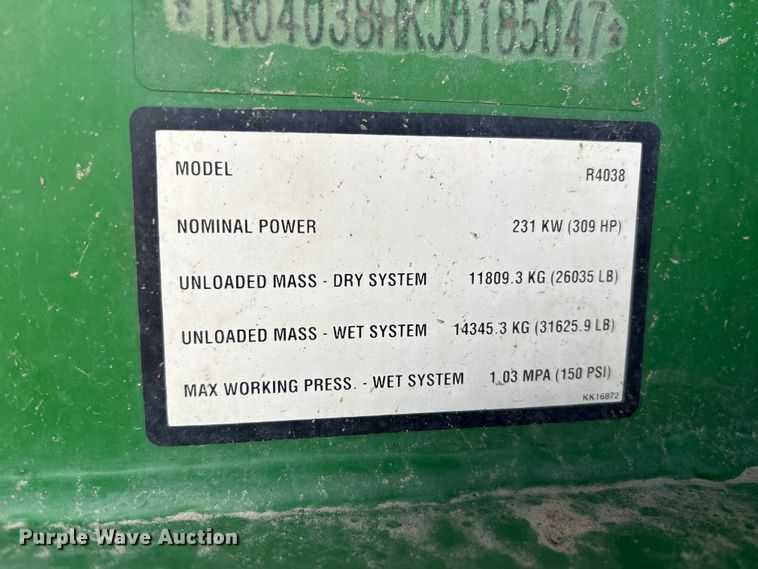 *1N04038HKJ0185047*
MODEL R4038
NOMINAL POWER 231 KW (309 HP)
UNLOADED MASS - DRY SYSTEM 11809.3 KG (26035 LB)
UNLOADED MASS - WET SYSTEM 14345.3 KG (31625.9 LB)
MAX WORKING PRESS. - WET SYSTEM 1.03 MPA (150 PSI)
KK16872
Purple Wave Auction